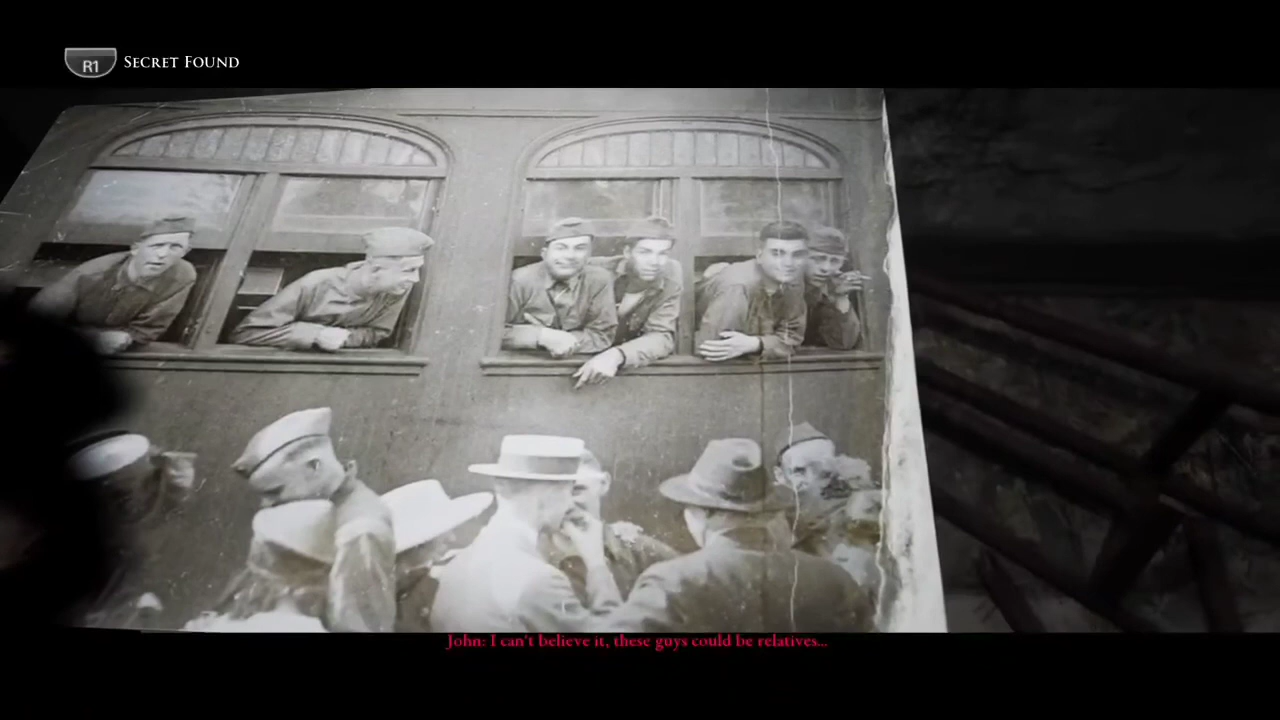 R1 Secret Found
John: I can't believe it, these guys could be relatives...